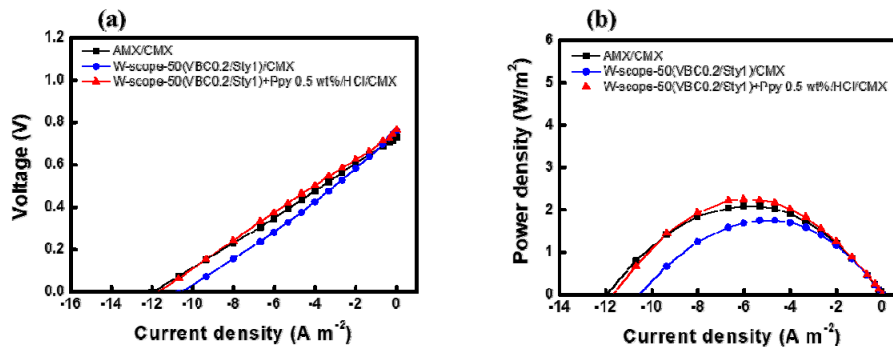 (a)
AMX/CMX
W-scope-50(VBC0.2/Sty1)/CMX
W-scope-50(VBC0.2/Sty1)+Ppy 0.5 wt%/HCl/CMX
Voltage (V)
1.2
1.0
0.8
0.6
0.4
0.2
0.0
-16 -14 -12 -10 -8 -6 -4 -2 0
Current density (A m-2)
(b)
AMX/CMX
W-scope-50(VBC0.2/Sty1)/CMX
W-scope-50(VBC0.2/Sty1)+Ppy 0.5 wt%/HCl/CMX
Power density (W/m2)
6
5
4
3
2
1
0
-14 -12 -10 -8 -6 -4 -2 0
Current density (A m-2)